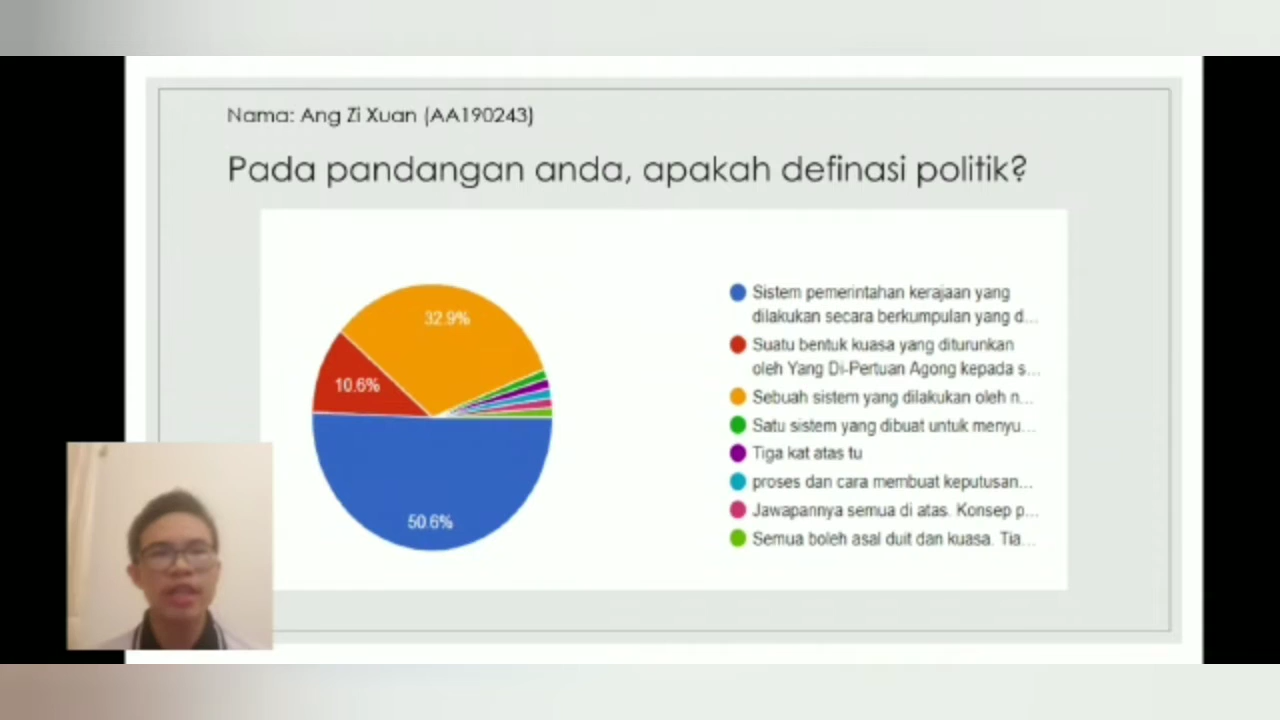 Nama: Ang Zi Xuan (AA190243)
Pada pandangan anda, apakah definasi politik?
32.9%
10.6%
50.6%
Sistem pemerintahan kerajaan yang
dilakukan secara berkumpulan yang d...
Suatu bentuk kuasa yang diturunkan
oleh Yang Di-Pertuan Agong kepada s...
Sebuah sistem yang dilakukan oleh n...
Satu sistem yang dibuat untuk menyu...
Tiga kat atas tu
proses dan cara membuat keputusan...
Jawapannya semua di atas. Konsep p...
Semua boleh asal duit dan kuasa. Tia...